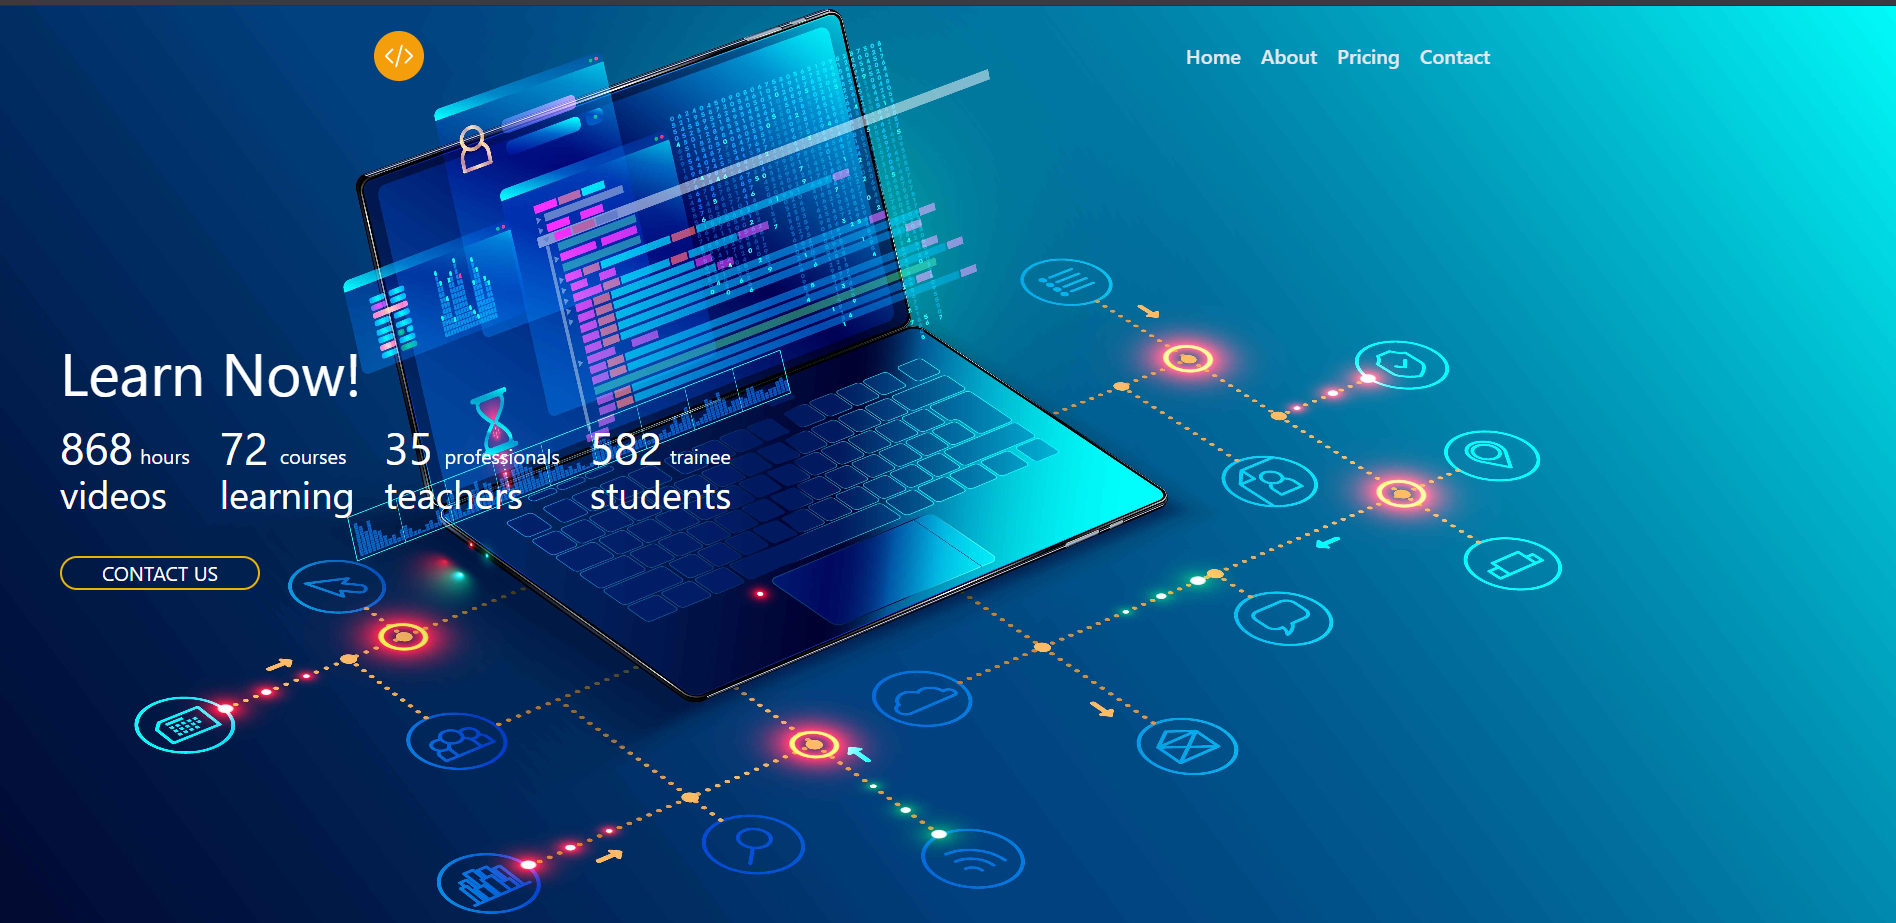 </>
Home About Pricing Contact
Learn Now!
868 hours 72 courses 35 professionals 582 trainee
videos learning teachers students
CONTACT US